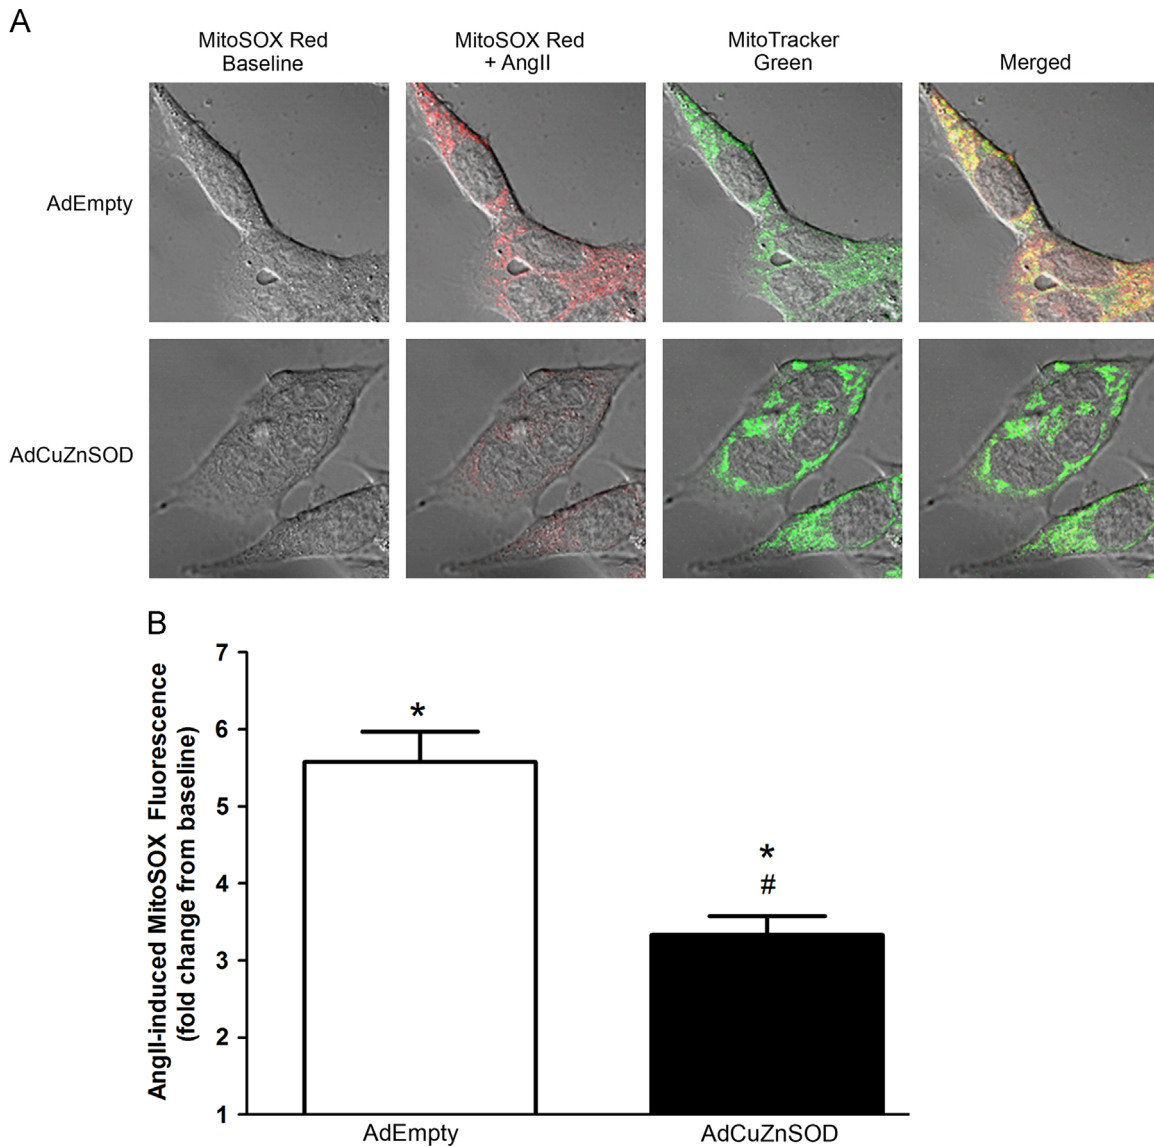 A
MitoSOX Red
Baseline
MitoSOX Red
+ AngII
MitoTracker
Green
Merged
AdEmpty
AdCuZnSOD
B
AngII-induced MitoSOX Fluorescence
(fold change from baseline)
7
6
5
4
3
2
1
*
*
#
AdEmpty
AdCuZnSOD